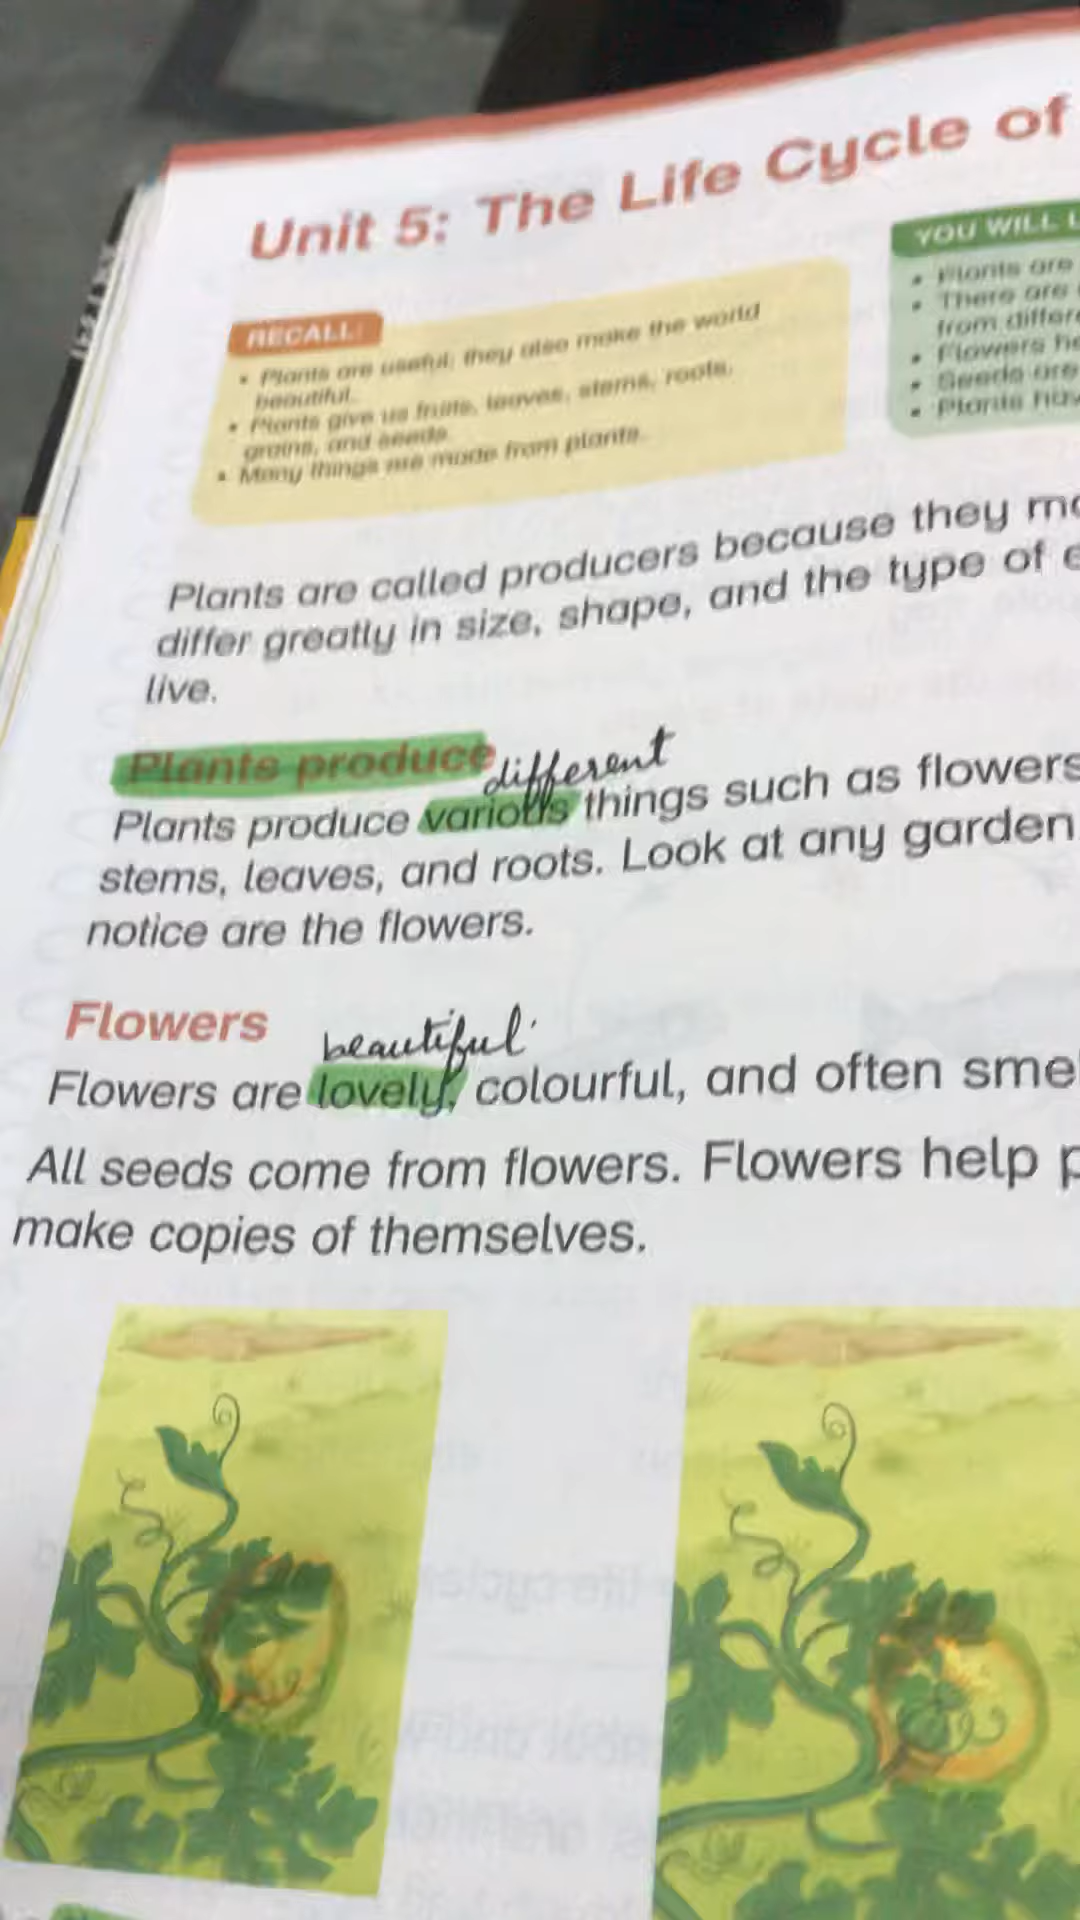 Unit 5: The Life Cycle of
RECALL:
• Plants are useful; they also make the world
beautiful.
• Plants give us fruits, leaves, stems, roots,
grains, and seeds.
• Many things are made from plants.
YOU WILL
• Plants are
• There are
from
• Flowers
• Seeds are
• Plants
Plants are called producers because they
differ greatly in size, shape, and the type of
live.
Plants produce
different
Plants produce various things such as flowers
stems, leaves, and roots. Look at any garden.
notice are the flowers.
Flowers
beautiful
Flowers are lovely, colourful, and often
All seeds come from flowers. Flowers help
make copies of themselves.